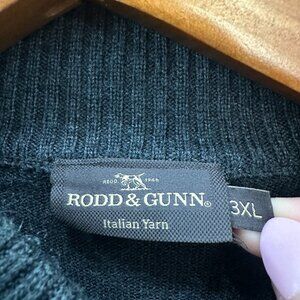 RODD & GUNN®
Italian Yarn
3XL